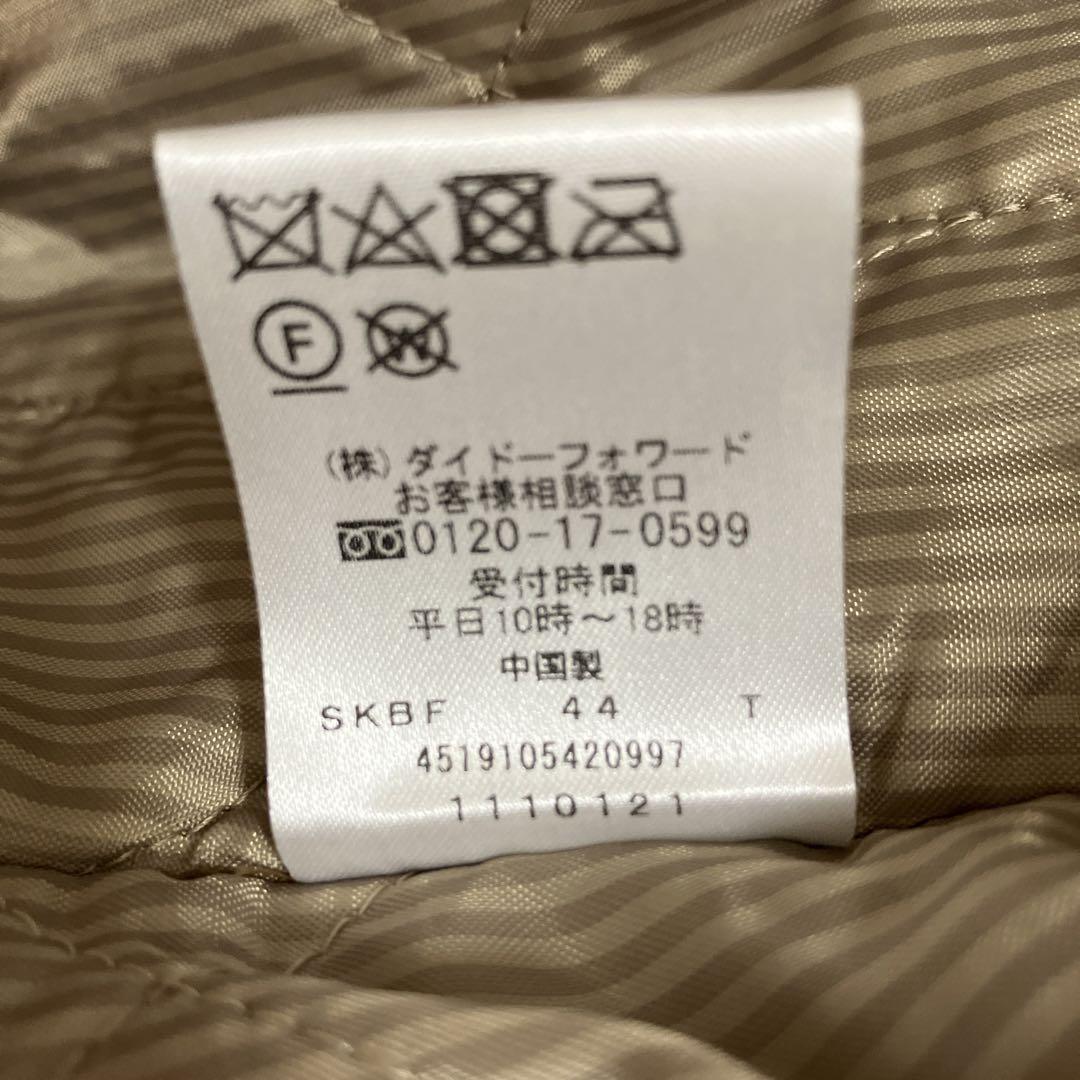 F W
(株)ダイドーフォワード
お客様相談窓口
0120-17-0599
受付時間
平日10時～18時
中国製
SKBF 44 T
4519105420997
1110121